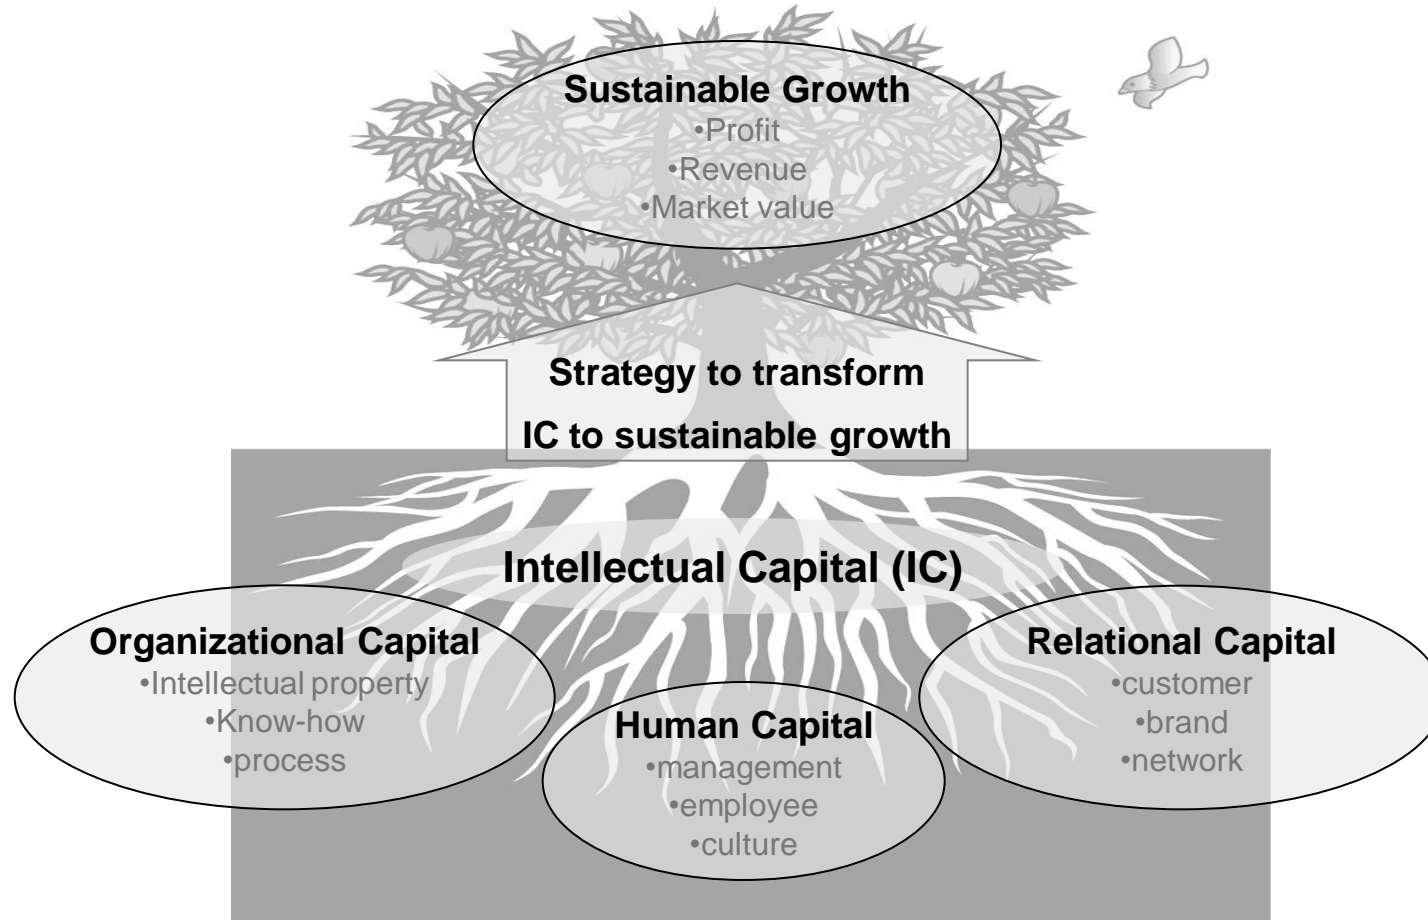 Sustainable Growth
•Profit
•Revenue
•Market value
Strategy to transform
IC to sustainable growth
Intellectual Capital (IC)
Organizational Capital
•Intellectual property
•Know-how
•process
Human Capital
•management
•employee
•culture
Relational Capital
•customer
•brand
•network